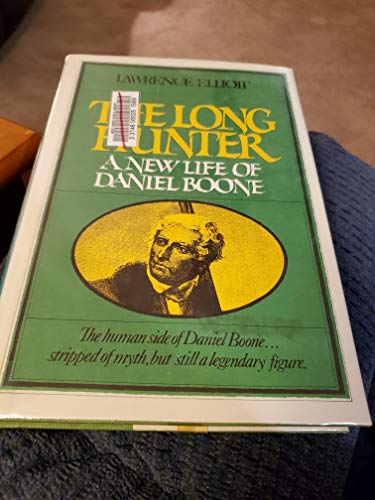 LAWRENCE ELLIOTT
THE LONG
HUNTER
A NEW LIFE OF
DANIEL BOONE
The human side of Daniel Boone...
stripped of myth, but still a legendary figure.